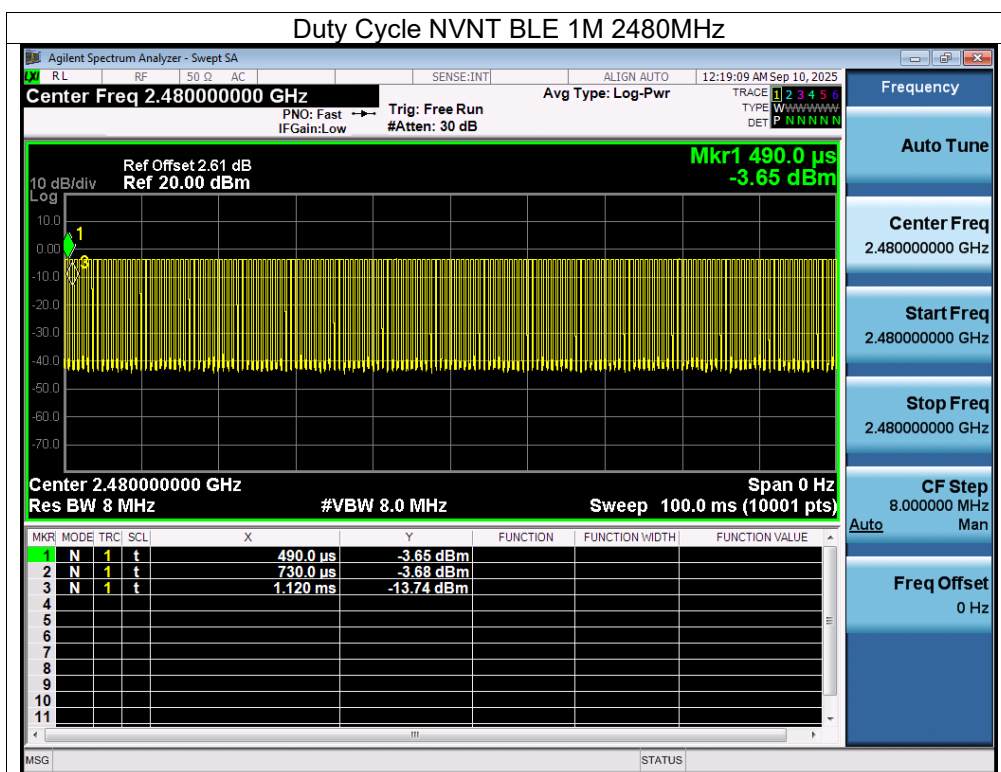 Duty Cycle NVNT BLE 1M 2480MHz
Agilent Spectrum Analyzer - Swept SA
LXI RL RF 50 Ω AC SENSE:INT ALIGN AUTO 12:19:09 AM Sep 10, 2025
Center Freq 2.480000000 GHz Avg Type: Log-Pwr TRACE 1 2 3 4 5 6
PNO: Fast Trig: Free Run TYPE WWWWWW
IFGain:Low #Atten: 30 dB DET P N N N N N
Frequency
Auto Tune
Center Freq
2.480000000 GHz
Start Freq
2.480000000 GHz
Stop Freq
2.480000000 GHz
CF Step
8.000000 MHz
Auto Man
Freq Offset
0 Hz
Mkr1 490.0 µs
-3.65 dBm
Ref Offset 2.61 dB
10 dB/div Ref 20.00 dBm
Log
10.0
0.00
-10.0
-20.0
-30.0
-40.0
-50.0
-60.0
-70.0
1
3
Center 2.480000000 GHz Span 0 Hz
Res BW 8 MHz #VBW 8.0 MHz Sweep 100.0 ms (10001 pts)
MKR MODE TRC SCL X Y FUNCTION FUNCTION WIDTH FUNCTION VALUE
1 N 1 t 490.0 µs -3.65 dBm
2 N 1 t 730.0 µs -3.68 dBm
3 N 1 t 1.120 ms -13.74 dBm
4
5
6
7
8
9
10
11
MSG STATUS